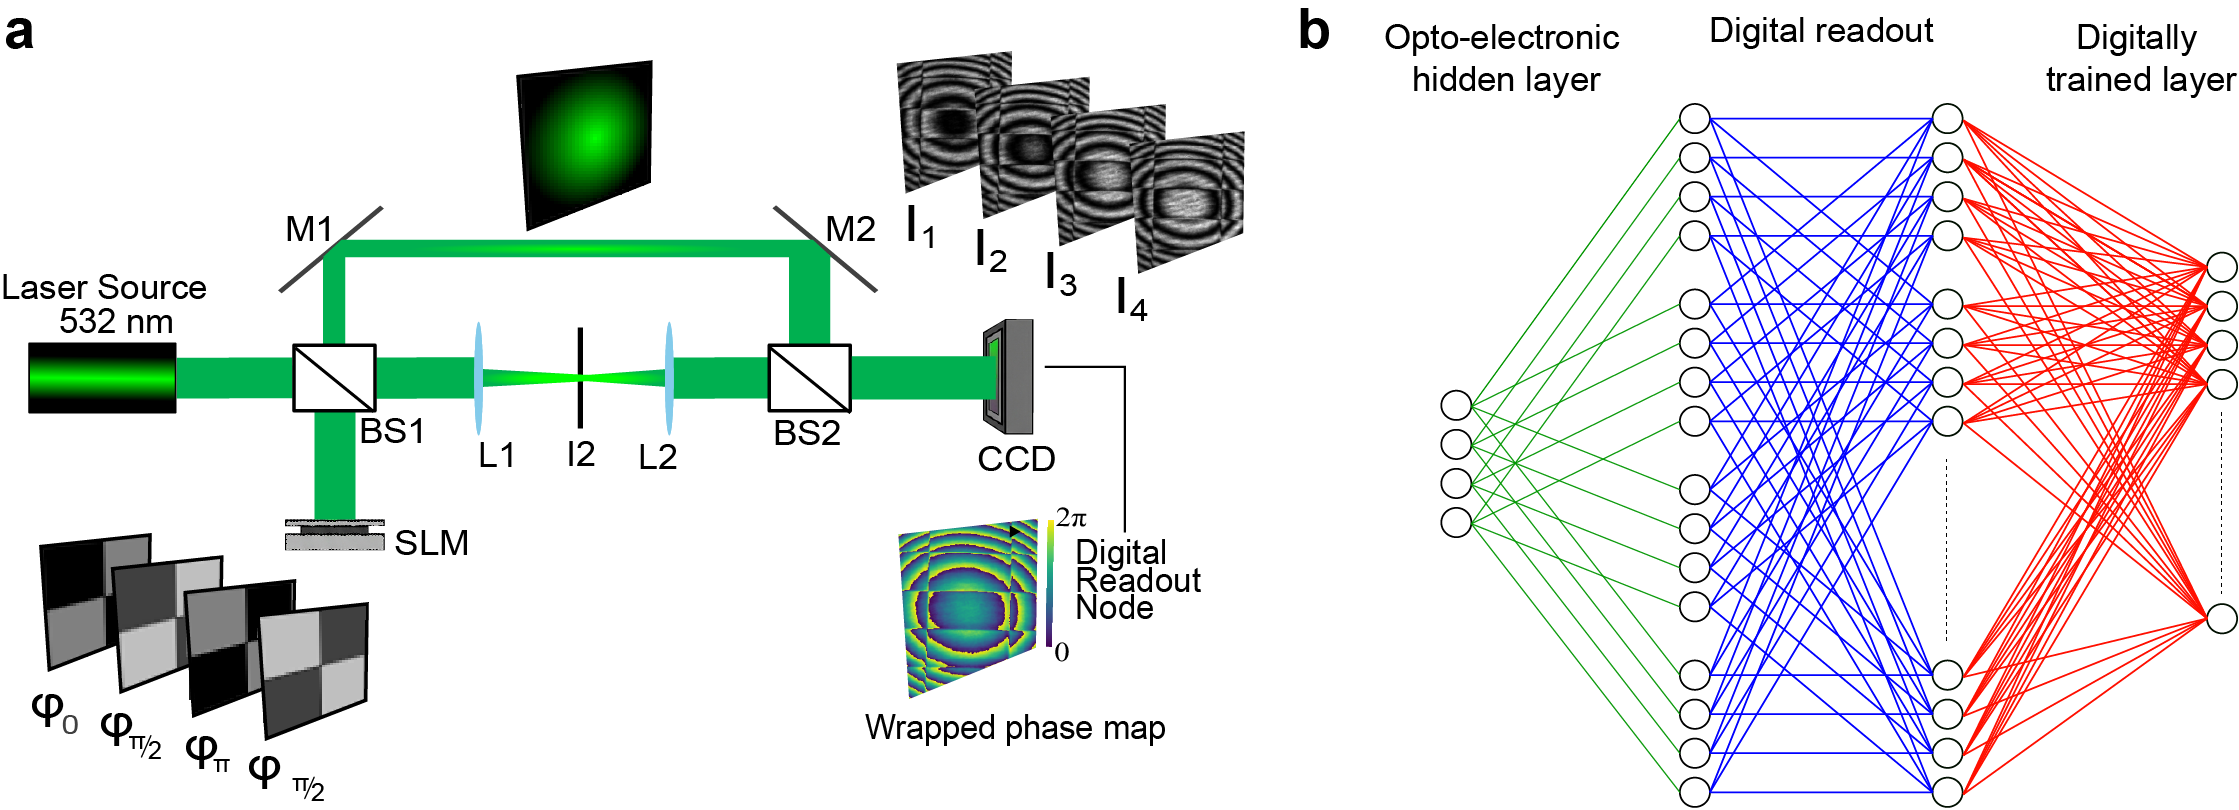 a
M1
M2
Laser Source
532 nm
BS1
L1
I2
L2
BS2
CCD
SLM
I1
I2
I3
I4
φ0
φπ/2
φπ
φπ/2
2π
0
Digital
Readout
Node
Wrapped phase map
b
Opto-electronic
hidden layer
Digital readout
Digitally
trained layer